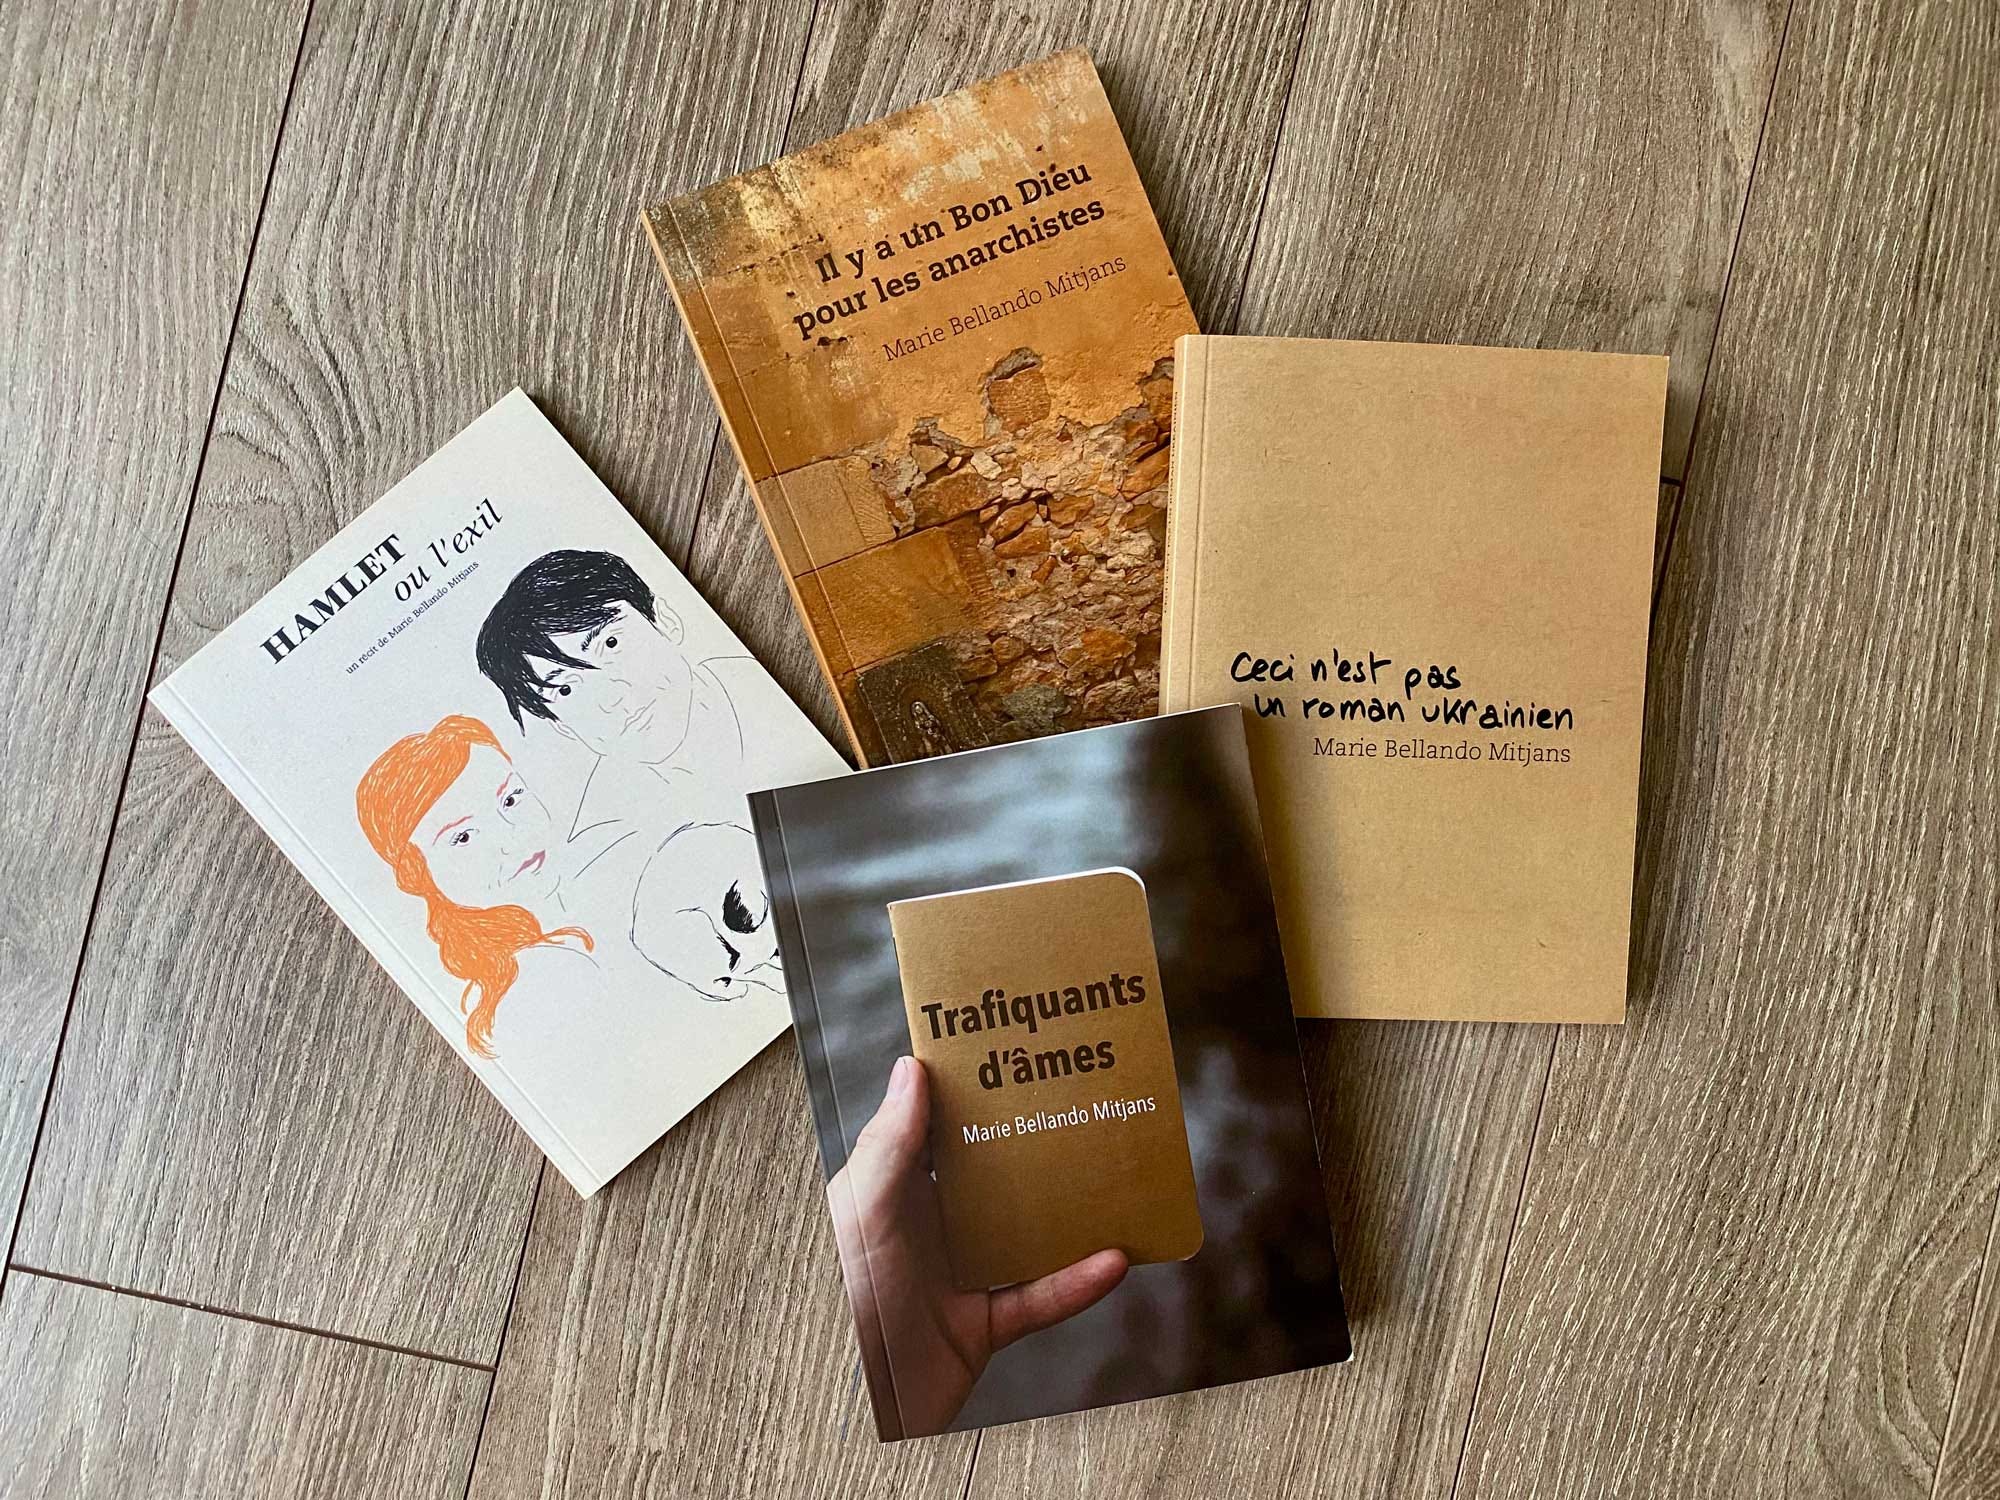 Il y a un Bon Dieu
pour les anarchistes
Marie Bellando Mitjans
HAMLET
ou l'exil
un récit de Marie Bellando Mitjans
Ceci n'est pas
un roman ukrainien
Marie Bellando Mitjans
Trafiquants
d'âmes
Marie Bellando Mitjans